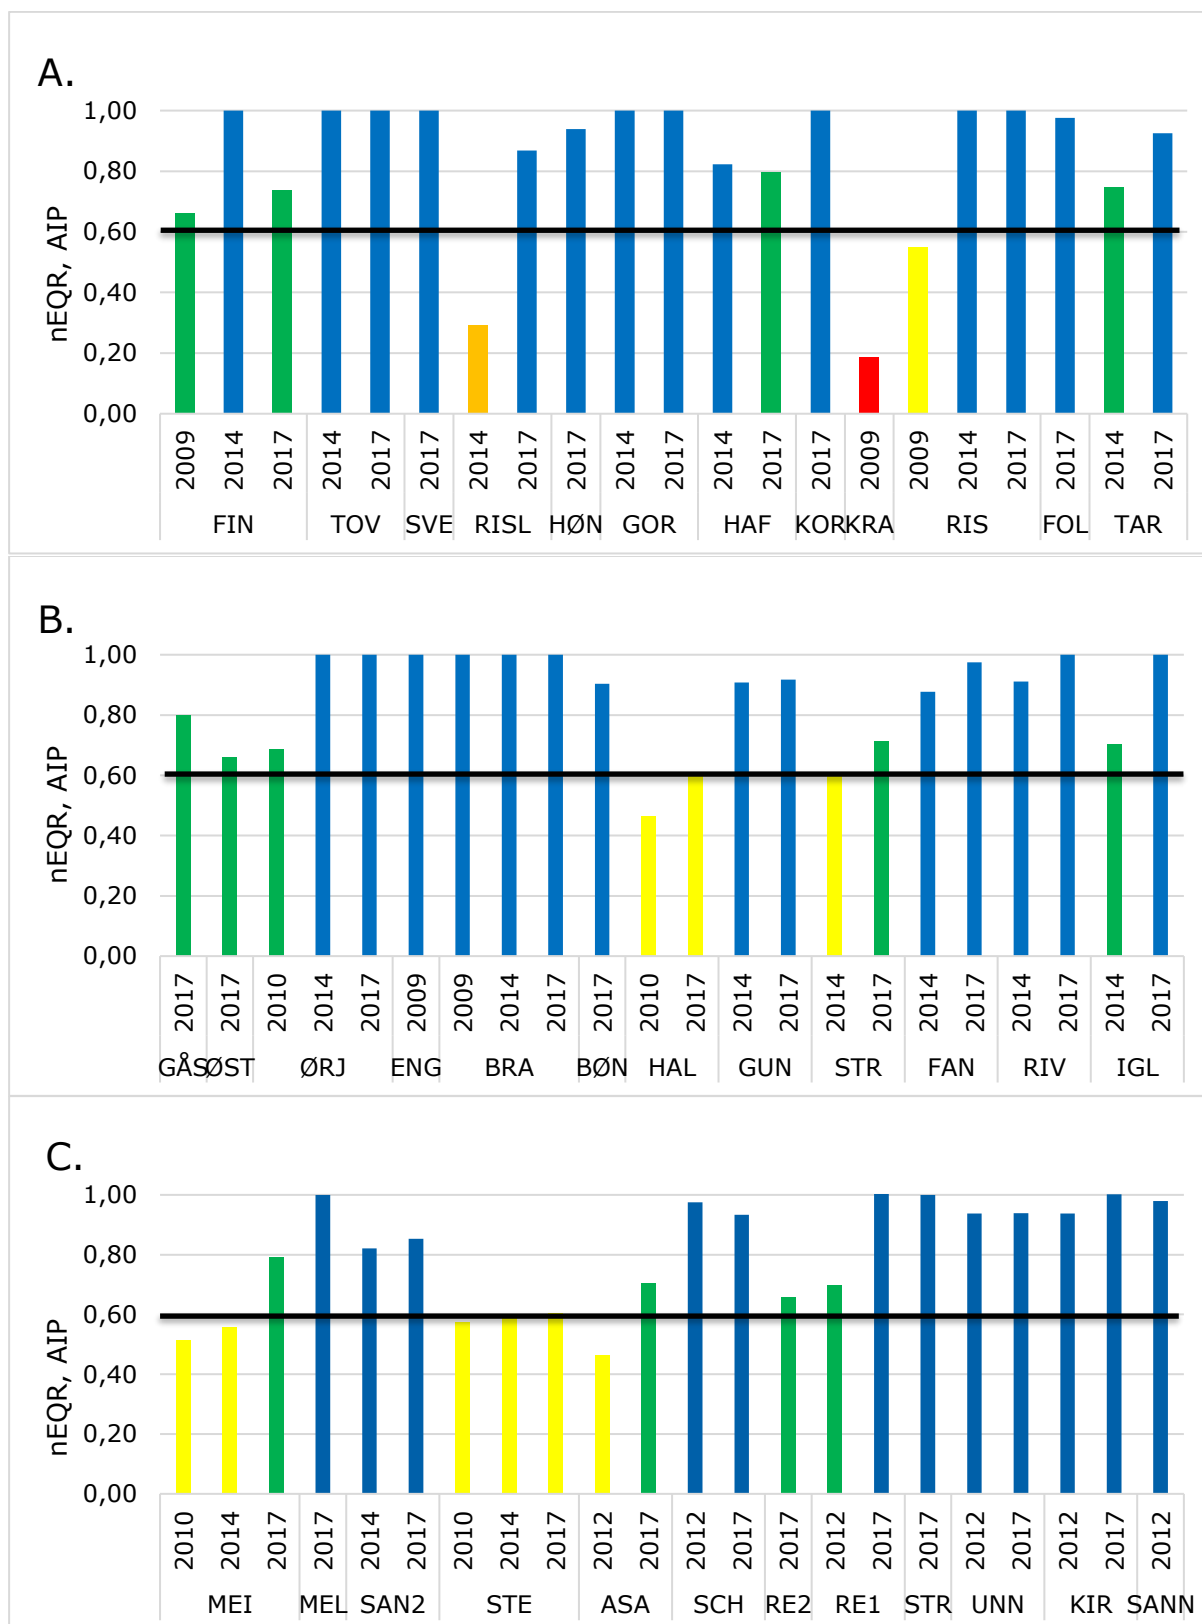 A.
1,00
0,80
0,60
0,40
0,20
0,00
nEQR, AIP
2009 2014 2017 2014 2017 2017 2014 2017 2017 2014 2017 2014 2017 2017 2009 2009 2014 2017 2017 2014 2017
FIN TOV SVE RISL HØN GOR HAF KOR KRA RIS FOL TAR
B.
1,00
0,80
0,60
0,40
0,20
0,00
nEQR, AIP
2017 2017 2010 2014 2017 2009 2009 2014 2017 2017 2010 2017 2014 2017 2014 2017 2014 2017 2014 2017 2014 2017
GÅS ØST ØRJ ENG BRA BØN HAL GUN STR FAN RIV IGL
C.
1,00
0,80
0,60
0,40
0,20
0,00
nEQR, AIP
2010 2014 2017 2017 2014 2017 2010 2014 2017 2012 2017 2012 2017 2017 2012 2017 2017 2012 2017 2012 2017 2012
MEI MEL SAN2 STE ASA SCH RE2 RE1 STR UNN KIR SANN